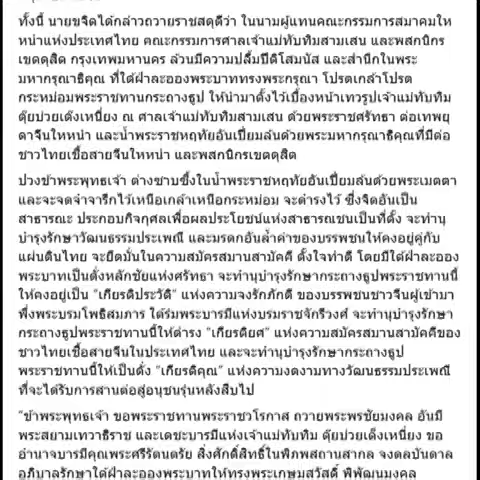 ทั้งนี้ นายขจิตได้กล่าวถวายราชสดุดีว่า ในนามผู้แทนคณะกรรมการสมาคมให
หน่ำแห่งประเทศไทย คณะกรรมการศาลเจ้าแม่ทับทิมสามเสน และพสกนิกร
เขตดุสิต กรุงเทพมหานคร ล้วนมีความปลื้มปีติโสมนัส และสำนึกในพระ
มหากรุณาธิคุณ ที่ใต้ฝ่าละอองพระบาททรงพระกรุณา โปรดเกล้าโปรด
กระหม่อมพระราชทานกระถางธูป ให้นำมาตั้งไว้เบื้องหน้าเทวรูปเจ้าแม่ทับทิม
ตุ้ยบ่วยเต็งเหนี่ยง ณ ศาลเจ้าแม่ทับทิมสามเสน ด้วยพระราชศรัทธา ต่อเทพยุ
ดาจีนใหหน่ำ และน้ำพระราชหฤทัยอันเปี่ยมล้นด้วยพระมหากรุณาธิคุณที่มีต่อ
ชาวไทยเชื้อสายจีนใหหน่ำ และพสกนิกรเขตดุสิต
ปวงข้าพระพุทธเจ้า ต่างซาบซึ้งในน้ำพระราชหฤทัยอันเปี่ยมล้นด้วยพระเมตตา
และจะจดจำจารึกไว้เหนือเกล้าเหนือกระหม่อม จะดำรงไว้ ซึ่งจิตอันเป็น
สาธารณะ ประกอบกิจกุศลเพื่อผลประโยชน์แห่งสาธารณชนเป็นที่ตั้ง จะทำนุ
บำรุงรักษาวัฒนธรรมประเพณี และมรดกอันล้ำค่าของบรรพชนให้คงอยู่คู่กับ
แผ่นดินไทย จะยึดมั่นในความสมัครสมานสามัคคี ตั้งใจทำดี โดยมีใต้ฝ่าละออง
พระบาทเป็นดั่งหลักชัยแห่งศรัทธา จะทำนุบำรุงรักษากระถางธูปพระราชทานนี้
ให้คงอยู่เป็น "เกียรติประวัติ" แห่งความจงรักภักดี ของบรรพชนชาวจีนผู้เข้ามา
พึ่งพระบรมโพธิสมภาร ใต้ร่มพระบารมีแห่งบรมราชจักรีวงศ์ จะทำนุบำรุงรักษา
กระถางธูปพระราชทานนี้ให้ดำรง "เกียรติยศ" แห่งความสมัครสมานสามัคคีของ
ชาวไทยเชื้อสายจีนในประเทศไทย และจะทำนุบำรุงรักษากระถางธูป
พระราชทานนี้ให้เป็นดั่ง "เกียรติคุณ" แห่งความงดงามทางวัฒนธรรมประเพณี
ที่จะได้รับการสานต่อสู่อนุชนรุ่นหลังสืบไป
"ข้าพระพุทธเจ้า ขอพระราชทานพระราชวโรกาส ถวายพระพรชัยมงคล อันมี
พระสยามเทวาธิราช และเดชะบารมีแห่งเจ้าแม่ทับทิม ตุ้ยบ่วยเต็งเหนี่ยง ขอ
อำนาจบารมีคุณพระศรีรัตนตรัย สิ่งศักดิ์สิทธิ์ในพิภพสถานสากล จงดลบันดาล
อภิบาลรักษาใต้ฝ่าละอองพระบาทให้ทรงพระเกษมสวัสดิ์ พิพัฒนมงคล